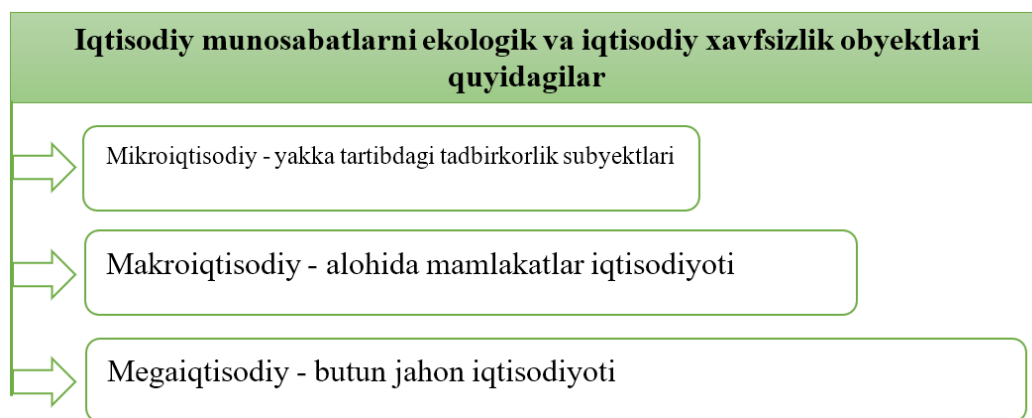 Iqtisodiy munosabatlarni ekologik va iqtisodiy xavfsizlik obyektlari
quyidagilar
Mikroiqtisodiy - yakka tartibdagi tadbirkorlik subyektlari
Makroiqtisodiy - alohida mamlakatlar iqtisodiyoti
Megaiqtisodiy - butun jahon iqtisodiyoti